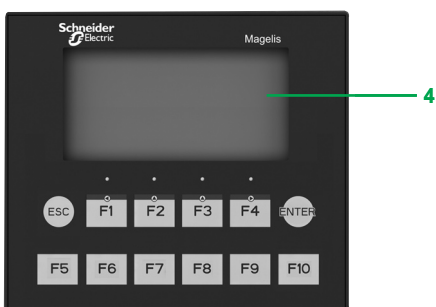 Schneider
Electric
Magelis
4
ESC F1 F2 F3 F4 ENTER
F5 F6 F7 F8 F9 F10